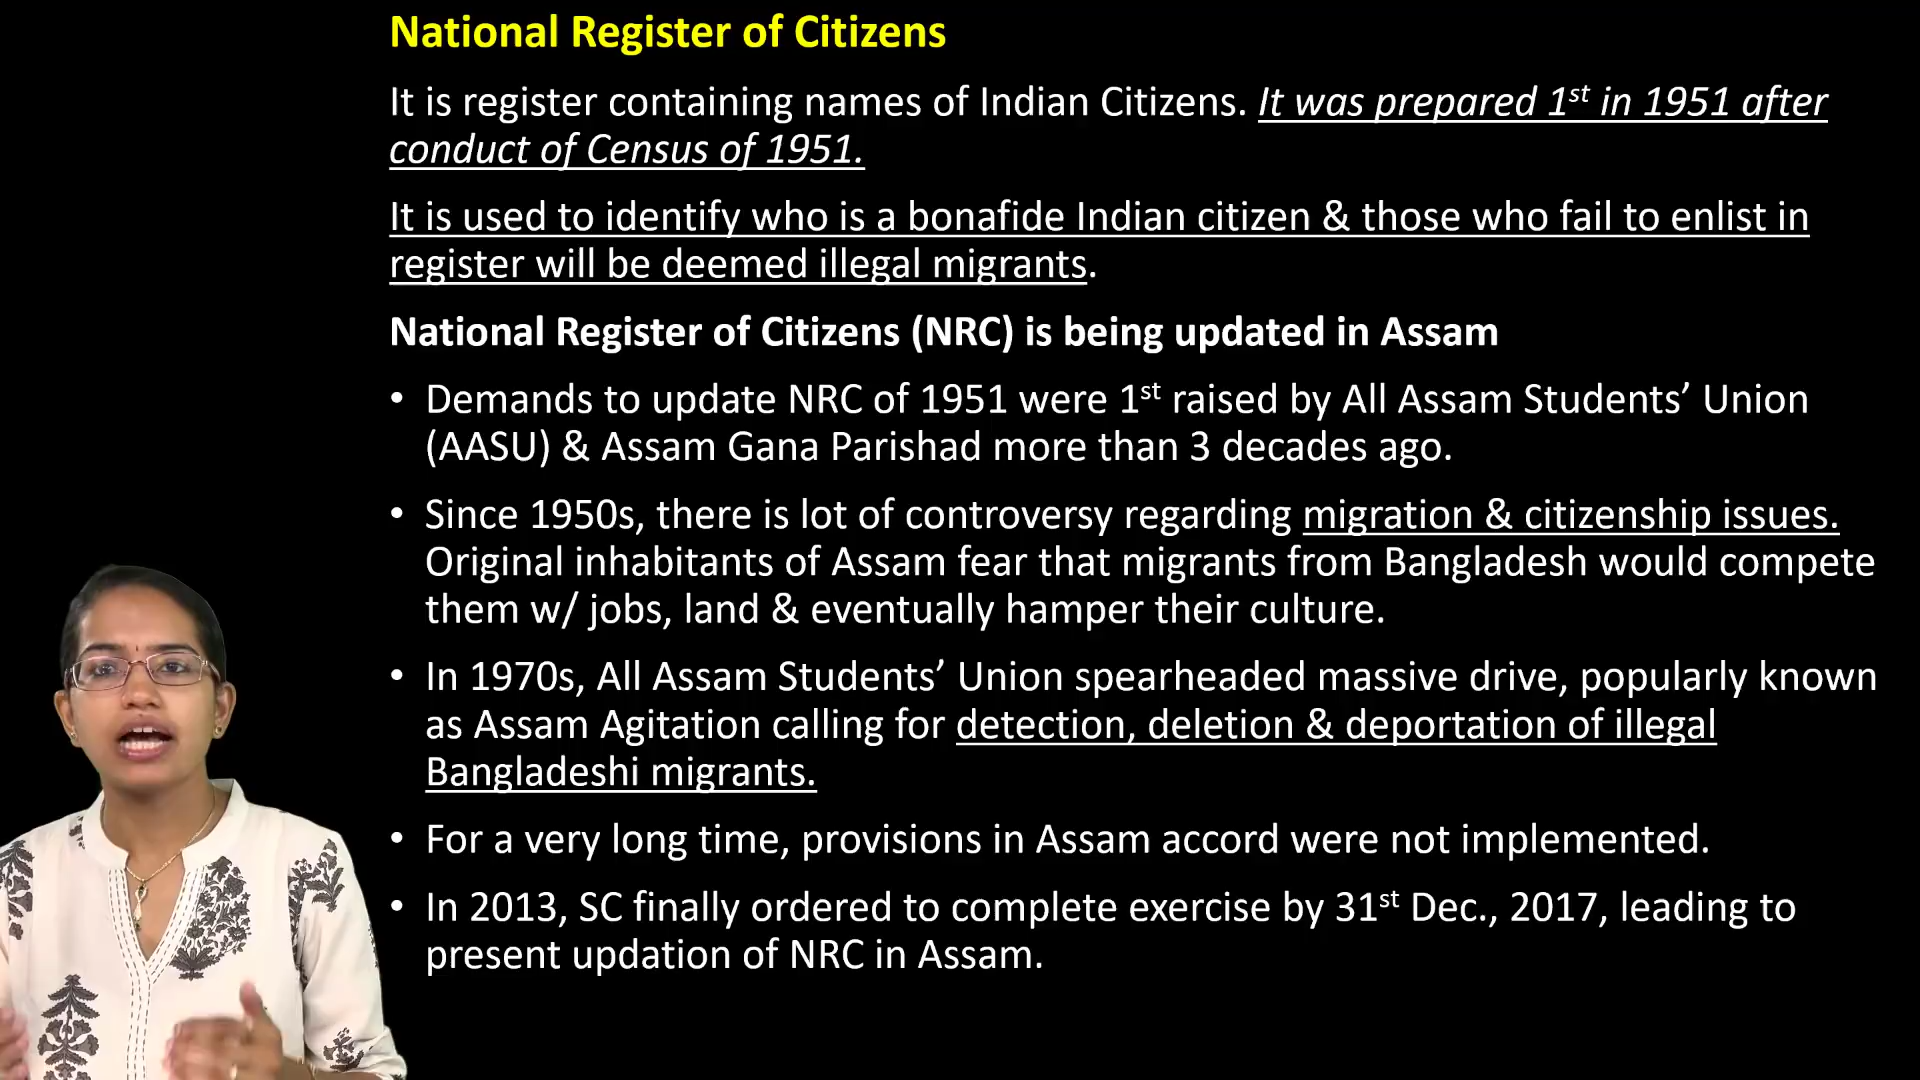 National Register of Citizens
It is register containing names of Indian Citizens. It was prepared 1st in 1951 after
conduct of Census of 1951.
It is used to identify who is a bonafide Indian citizen & those who fail to enlist in
register will be deemed illegal migrants.
National Register of Citizens (NRC) is being updated in Assam
• Demands to update NRC of 1951 were 1st raised by All Assam Students’ Union
(AASU) & Assam Gana Parishad more than 3 decades ago.
• Since 1950s, there is lot of controversy regarding migration & citizenship issues.
Original inhabitants of Assam fear that migrants from Bangladesh would compete
them w/ jobs, land & eventually hamper their culture.
• In 1970s, All Assam Students’ Union spearheaded massive drive, popularly known
as Assam Agitation calling for detection, deletion & deportation of illegal
Bangladeshi migrants.
• For a very long time, provisions in Assam accord were not implemented.
• In 2013, SC finally ordered to complete exercise by 31st Dec., 2017, leading to
present updation of NRC in Assam.